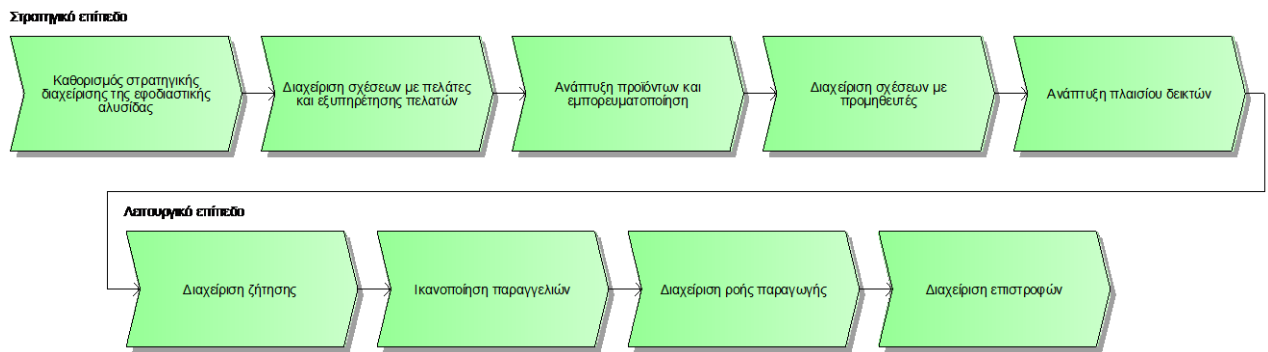 Στρατηγικό επίπεδο
Καθορισμός στρατηγικής
διαχείρισης της εφοδιαστικής
αλυσίδας
Διαχείριση σχέσεων με πελάτες
και εξυπηρέτησης πελατών
Ανάπτυξη προϊόντων και
εμπορευματοποίηση
Διαχείριση σχέσεων με
προμηθευτές
Ανάπτυξη πλαισίου δεικτών
Λειτουργικό επίπεδο
Διαχείριση ζήτησης
Ικανοποίηση παραγγελιών
Διαχείριση ροής παραγωγής
Διαχείριση επιστροφών